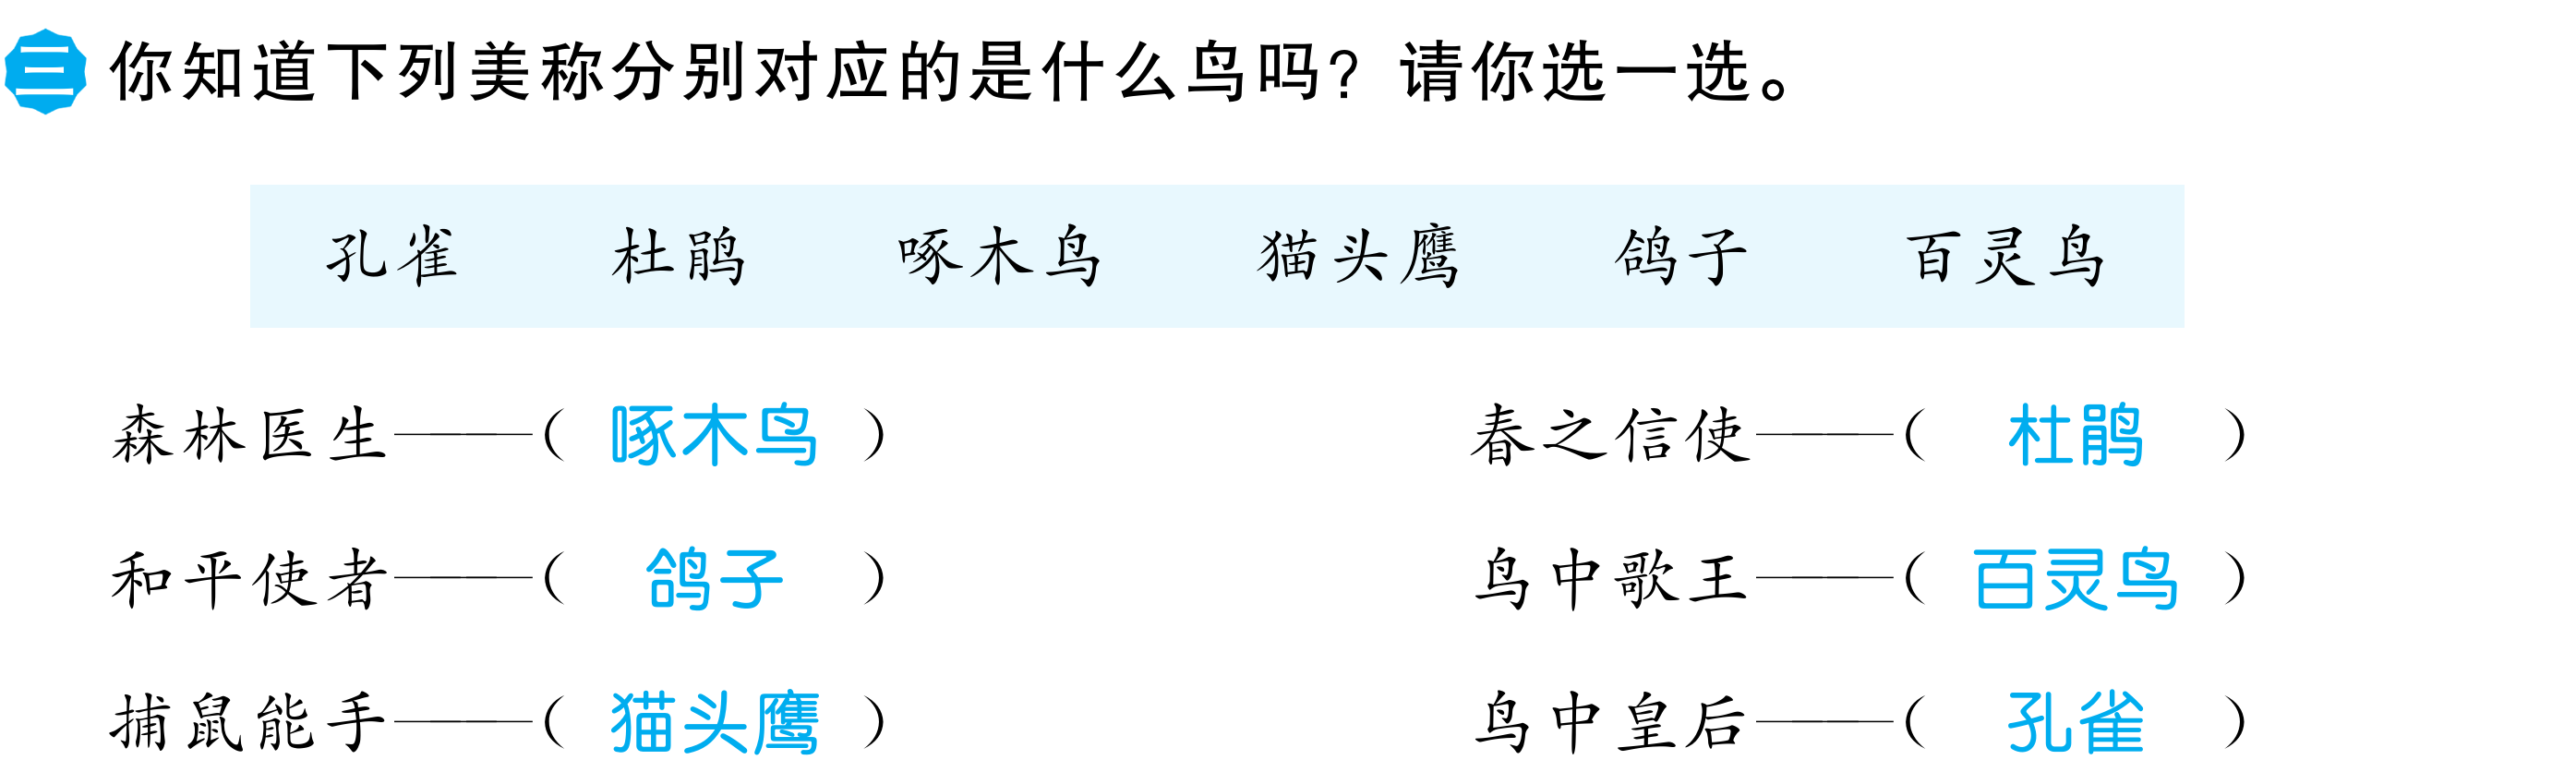 三 你知道下列美称分别对应的是什么鸟吗？请你选一选。
孔雀 杜鹃 啄木鸟 猫头鹰 鸽子 百灵鸟
森林医生——（ 啄木鸟 ） 春之信使——（ 杜鹃 ）
和平使者——（ 鸽子 ） 鸟中歌王——（ 百灵鸟 ）
捕鼠能手——（ 猫头鹰 ） 鸟中皇后——（ 孔雀 ）